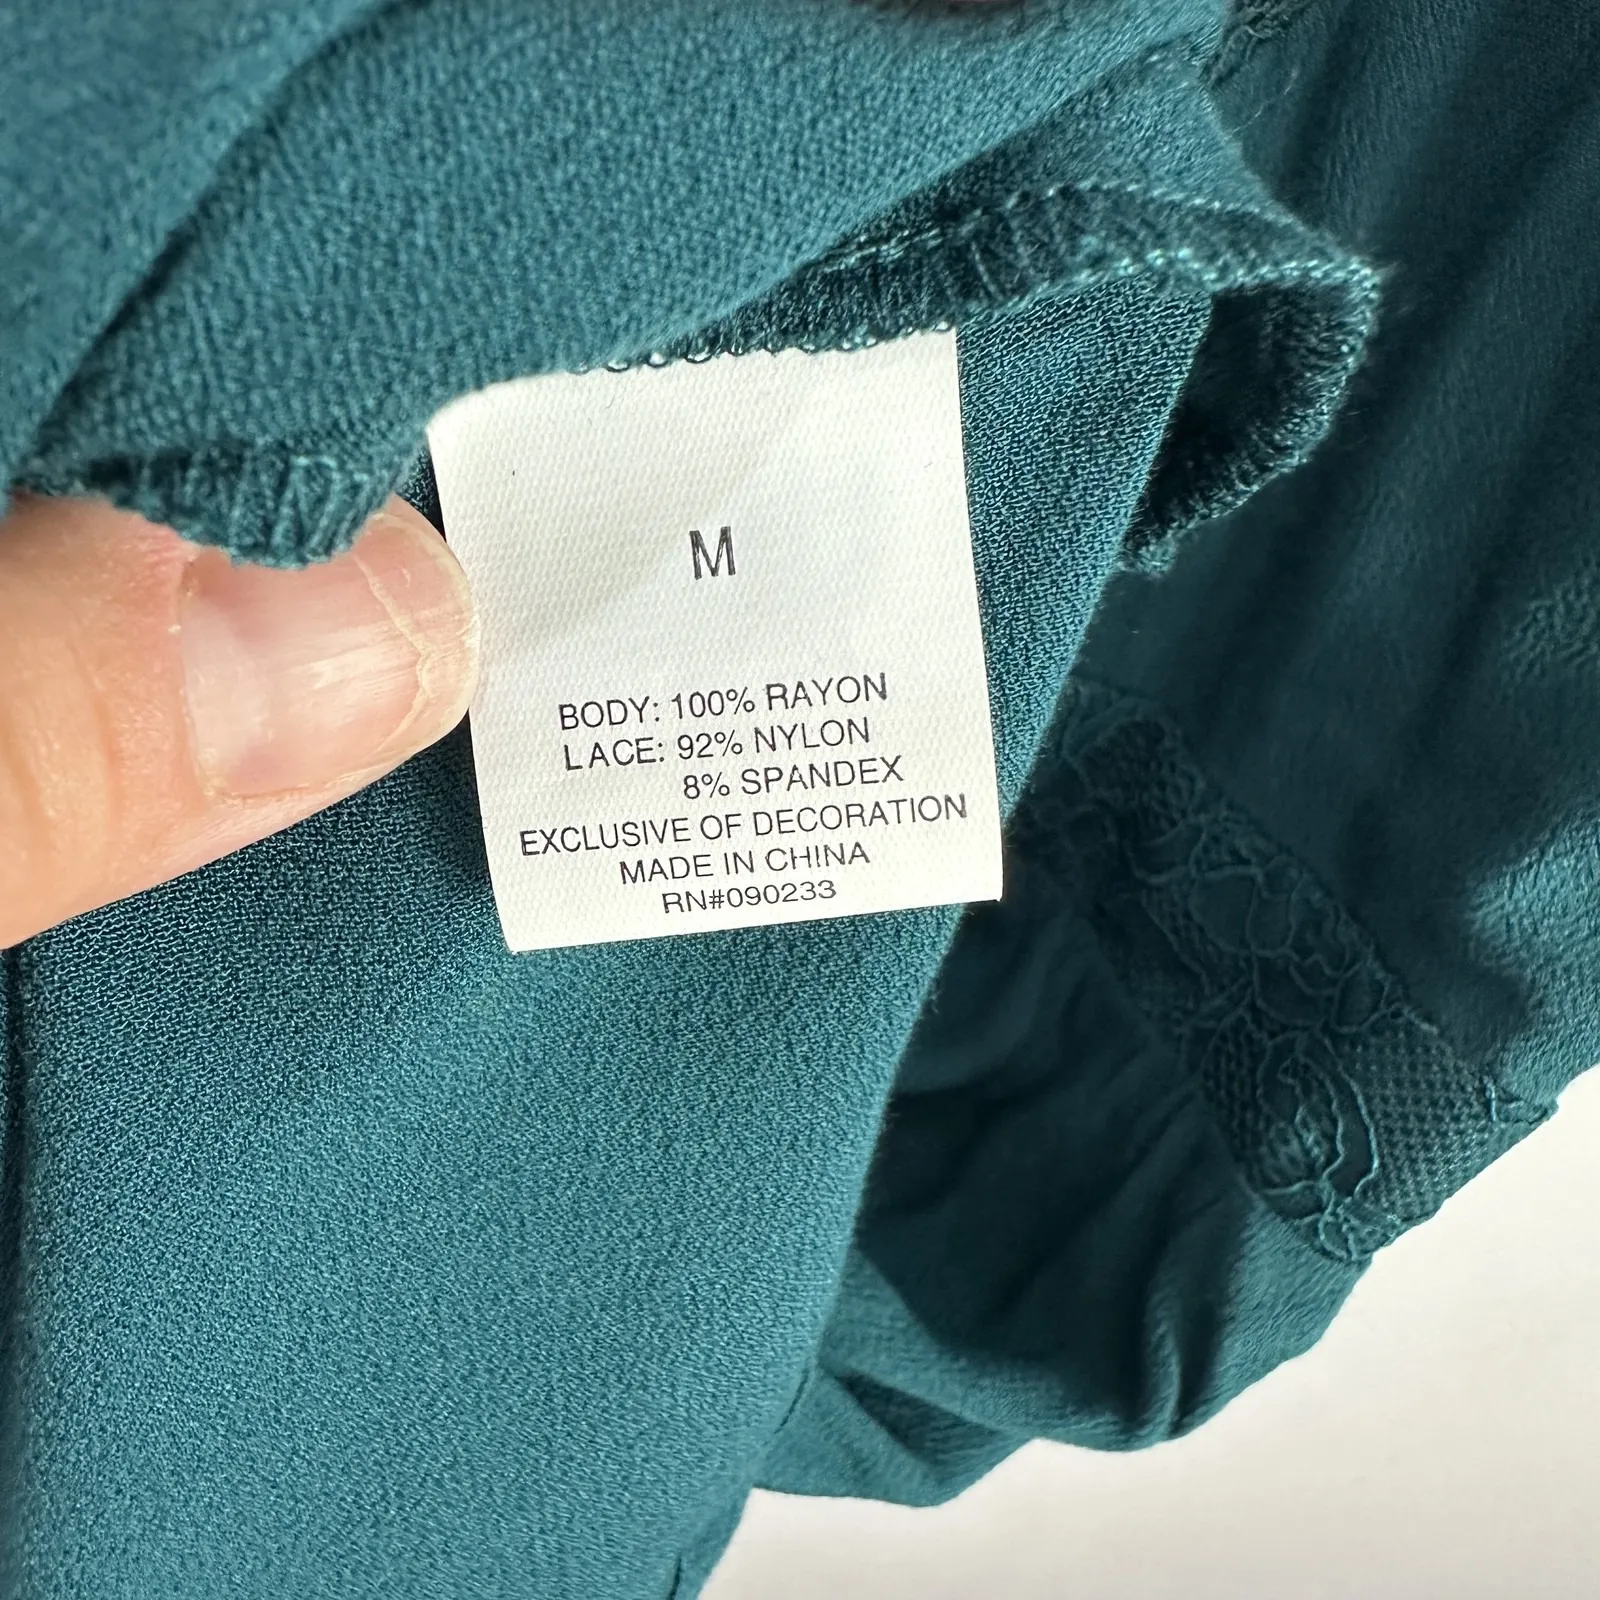 M
BODY: 100% RAYON
LACE: 92% NYLON
8% SPANDEX
EXCLUSIVE OF DECORATION
MADE IN CHINA
RN#090233